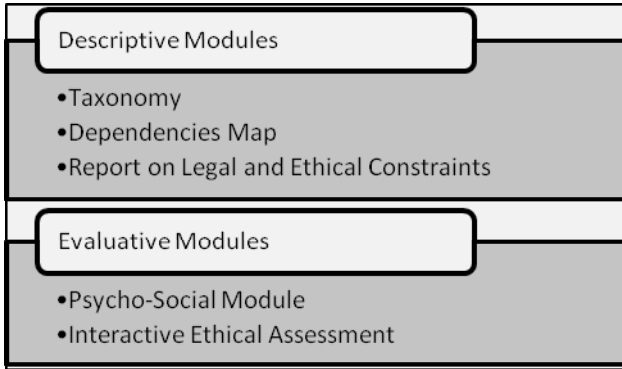 Descriptive Modules
•Taxonomy
•Dependencies Map
•Report on Legal and Ethical Constraints
Evaluative Modules
•Psycho-Social Module
•Interactive Ethical Assessment